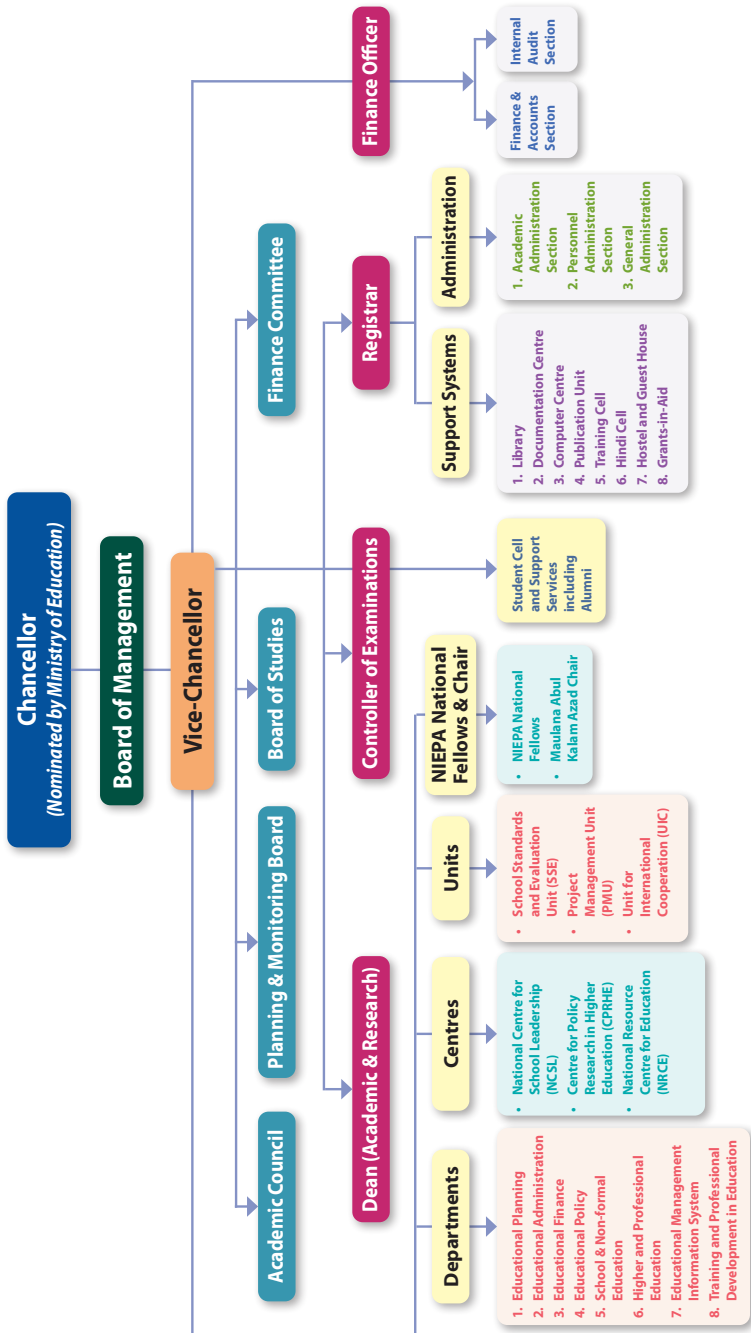 Chancellor
(Nominated by Ministry of Education)
Board of Management
Vice-Chancellor
Academic Council
Planning & Monitoring Board
Board of Studies
Finance Committee
Dean (Academic & Research)
Controller of Examinations
Registrar
Finance Officer
Departments
Centres
Units
NIEPA National
Fellows & Chair
Support Systems
Administration
1. Educational Planning
2. Educational Administration
3. Educational Finance
4. Educational Policy
5. School & Non-formal
Education
6. Higher and Professional
Education
7. Educational Management
Information System
8. Training and Professional
Development in Education
• National Centre for
School Leadership
(NCSL)
• Centre for Policy
Research in Higher
Education (CPRHE)
• National Resource
Centre for Education
(NRCE)
• School Standards
and Evaluation
Unit (SSE)
• Project
Management Unit
(PMU)
• Unit for
International
Cooperation (UIC)
• NIEPA National
Fellows
• Maulana Abul
Kalam Azad Chair
Student Cell
and Support
Services
including
Alumni
1. Library
2. Documentation Centre
3. Computer Centre
4. Publication Unit
5. Training Cell
6. Hindi Cell
7. Hostel and Guest House
8. Grants-in-Aid
1. Academic
Administration
Section
2. Personnel
Administration
Section
3. General
Administration
Section
Finance &
Accounts
Section
Internal
Audit
Section